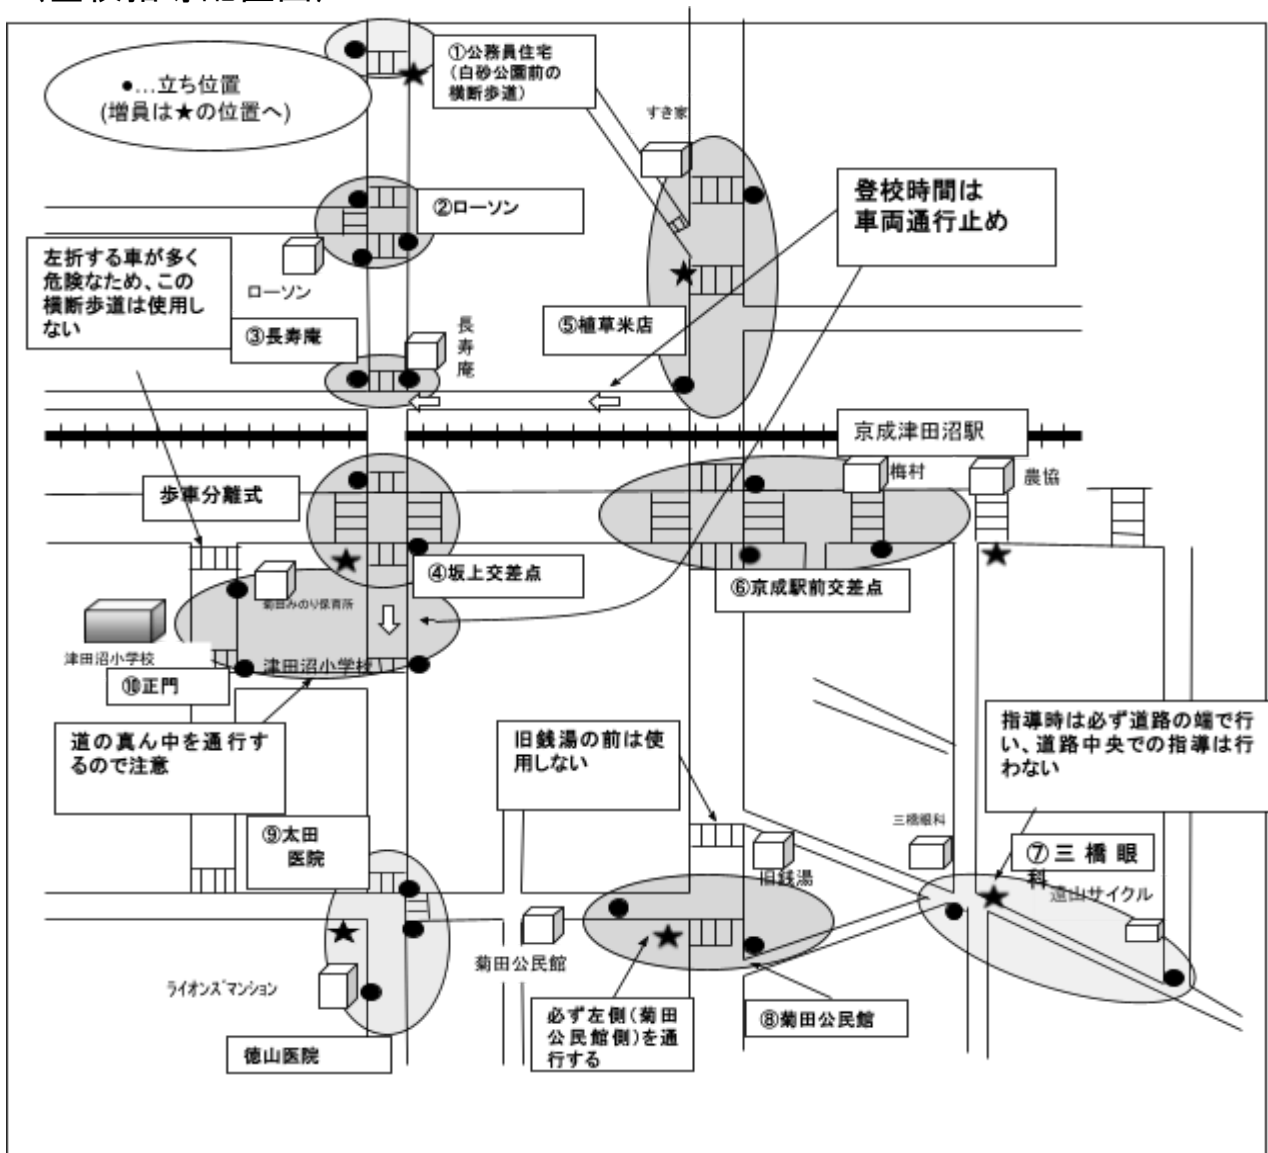 ●…立ち位置
(増員は★の位置へ)
①公務員住宅
(白砂公園前の
横断歩道)
すき家
登校時間は
車両通行止め
②ローソン
左折する車が多く
危険なため、この
横断歩道は使用し
ない
ローソン
③長寿庵
長寿庵
⑤植草米店
京成津田沼駅
梅村
農協
歩車分離式
④坂上交差点
⑥京成駅前交差点
菊田みのり保育所
津田沼小学校
津田沼小学校
⑩正門
道の真ん中を通行す
るので注意
旧銭湯の前は使
用しない
指導時は必ず道路の端で行
い、道路中央での指導は行
わない
⑨太田
医院
三橋眼科
⑦三橋眼
科
遠山サイクル
旧銭湯
菊田公民館
ライオンズマンション
必ず左側(菊田
公民館側)を通
行する
⑧菊田公民館
徳山医院